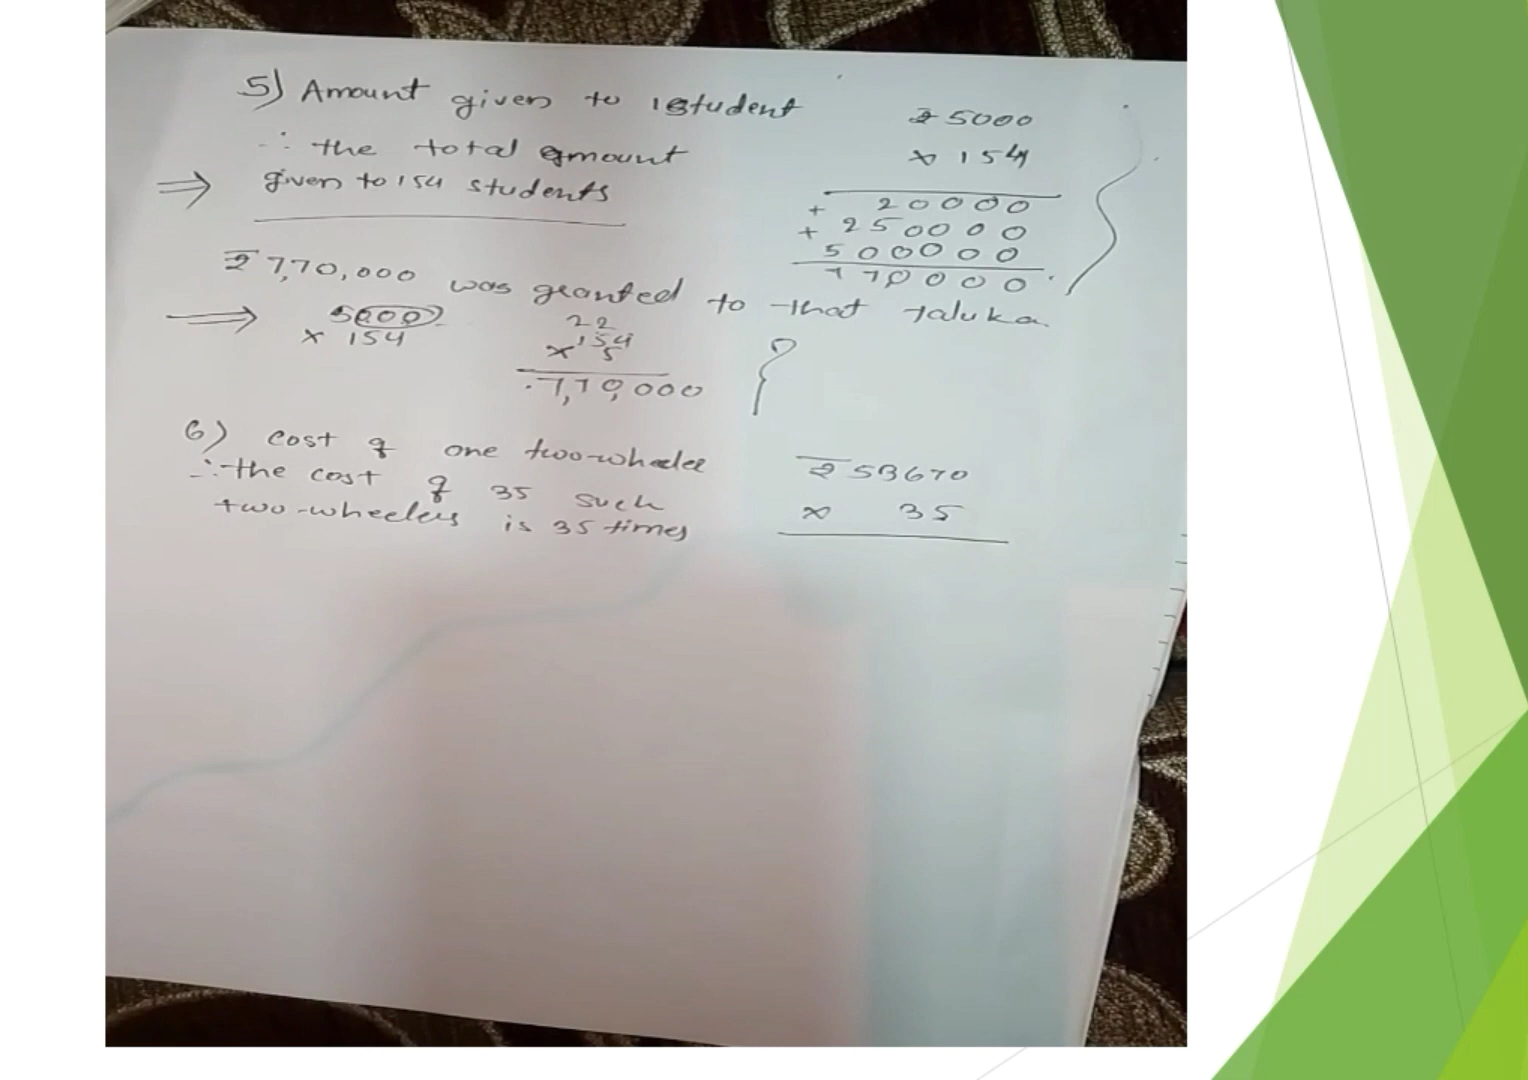 5) Amount given to 1 student ₹ 5000
∴ the total amount × 154
⇒ given to 154 students
+ 20000
+ 250000
500000
770000
₹ 7,70,000 was granted to that taluka.
⇒ 5000 22
× 154 154
× 5
7,70,000
6) cost of one two-wheeler ₹ 53670
∴ the cost of 35 such × 35
two-wheelers is 35 times